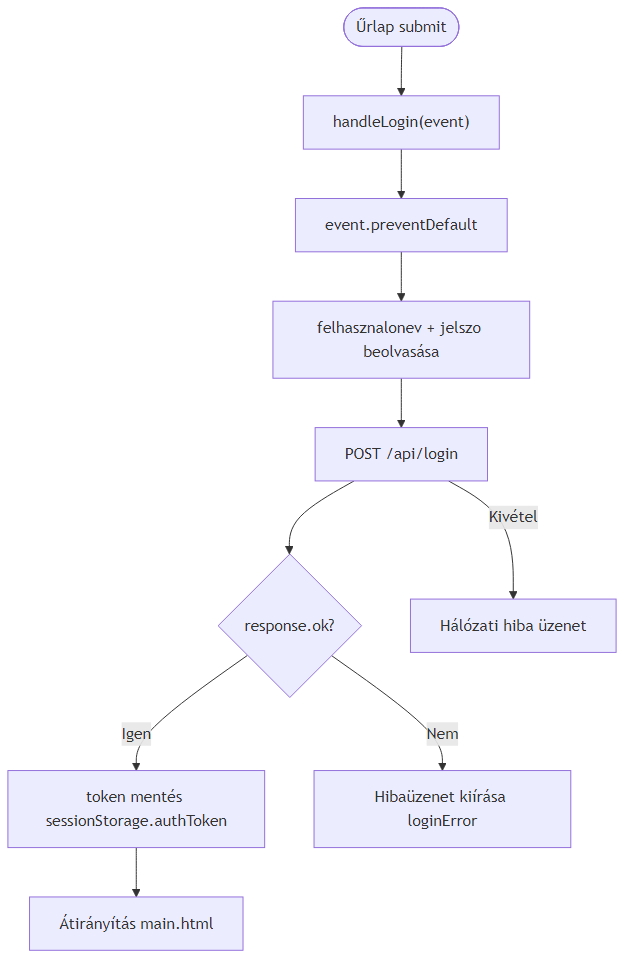 Űrlap submit
handleLogin(event)
event.preventDefault
felhasznalonev + jelszo
beolvasása
POST /api/login
Kivétel
response.ok?
Hálózati hiba üzenet
Igen
Nem
token mentés
sessionStorage.authToken
Hibaüzenet kiírása
loginError
Átirányítás main.html